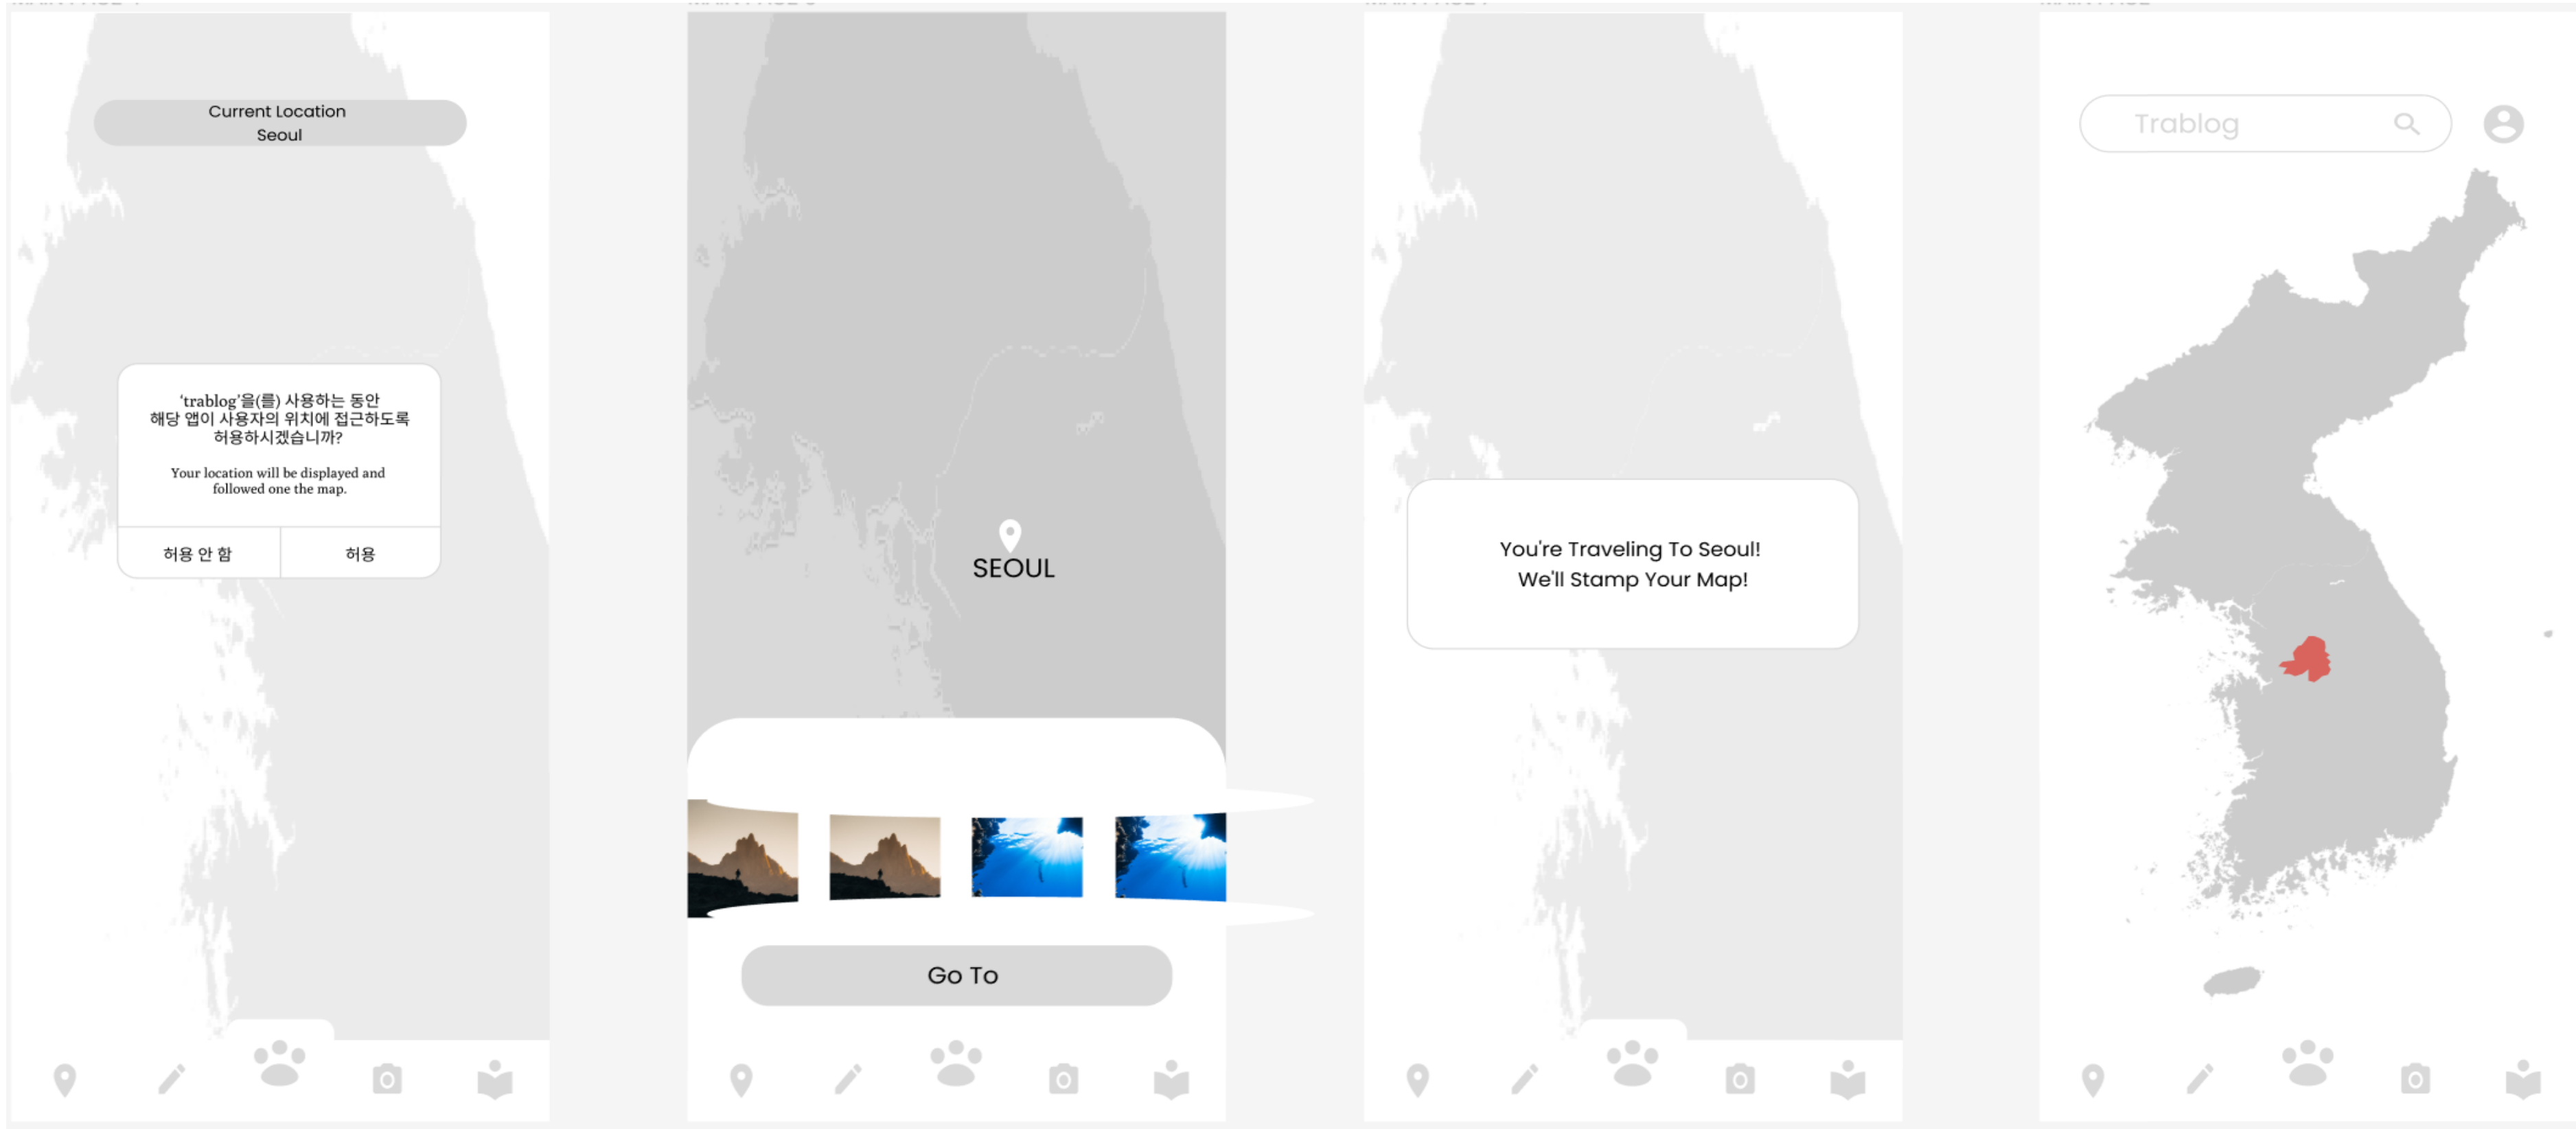 Current Location
Seoul
‘trablog’을(를) 사용하는 동안
해당 앱이 사용자의 위치에 접근하도록
허용하시겠습니까?
Your location will be displayed and
followed one the map.
허용 안 함
허용
SEOUL
Go To
You're Traveling To Seoul!
We'll Stamp Your Map!
Trablog